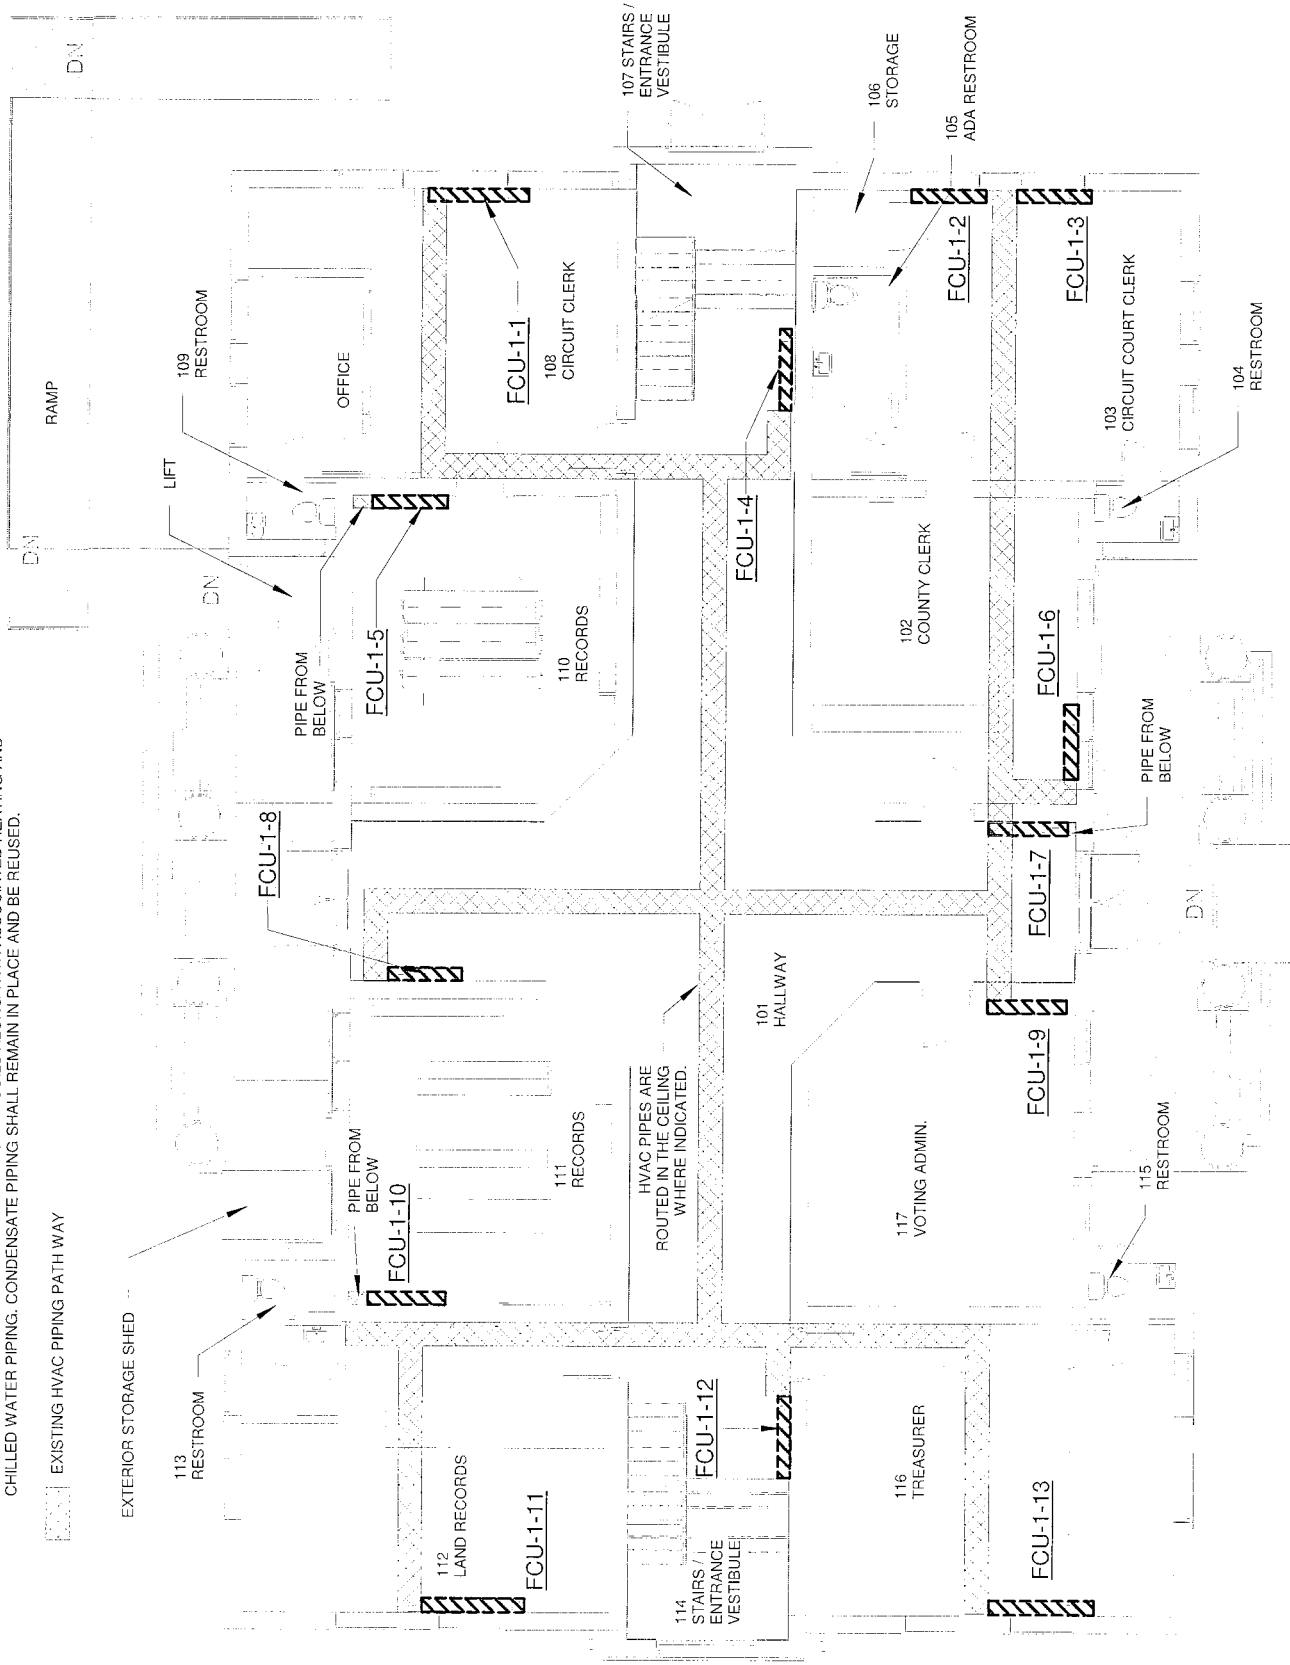 CHILLED WATER PIPING. CONDENSATE PIPING SHALL REMAIN IN PLACE AND BE REUSED.
EXISTING HVAC PIPING PATH WAY
EXTERIOR STORAGE SHED
113
RESTROOM
PIPE FROM
BELOW
FCU-1-10
111
RECORDS
FCU-1-8
PIPE FROM
BELOW
FCU-1-5
110
RECORDS
LIFT
RAMP
DN
DN
DN
109
RESTROOM
OFFICE
FCU-1-1
108
CIRCUIT CLERK
107 STAIRS /
ENTRANCE
VESTIBULE
112
LAND RECORDS
FCU-1-11
HVAC PIPES ARE
ROUTED IN THE CEILING
WHERE INDICATED.
101
HALLWAY
FCU-1-4
106
STORAGE
105
ADA RESTROOM
FCU-1-2
FCU-1-3
114
STAIRS /
ENTRANCE
VESTIBULE
FCU-1-12
116
TREASURER
117
VOTING ADMIN.
102
COUNTY CLERK
FCU-1-6
103
CIRCUIT COURT CLERK
104
RESTROOM
FCU-1-13
115
RESTROOM
FCU-1-9
FCU-1-7
PIPE FROM
BELOW
DN